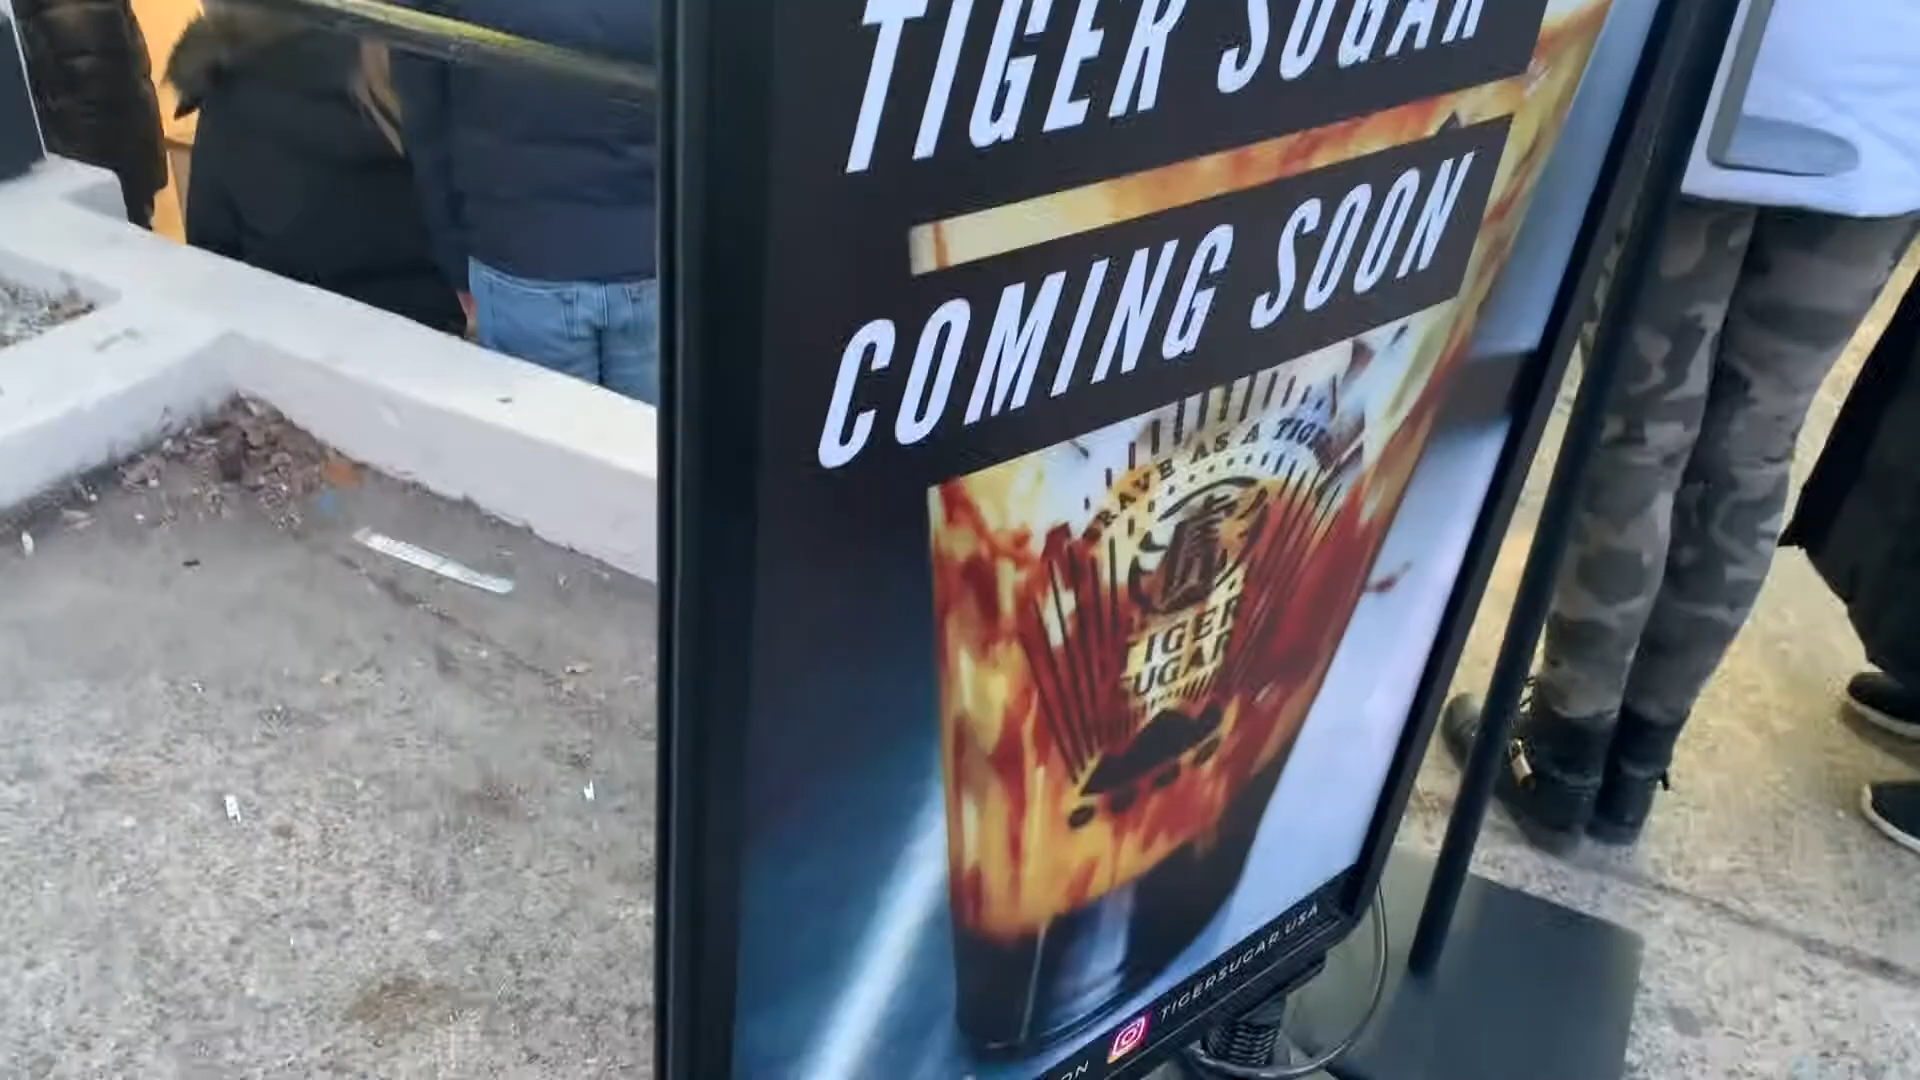 TIGER SUGAR
COMING SOON
BRAVE AS A TIGER
虎
TIGER
SUGAR
TIGERSUGAR.USA